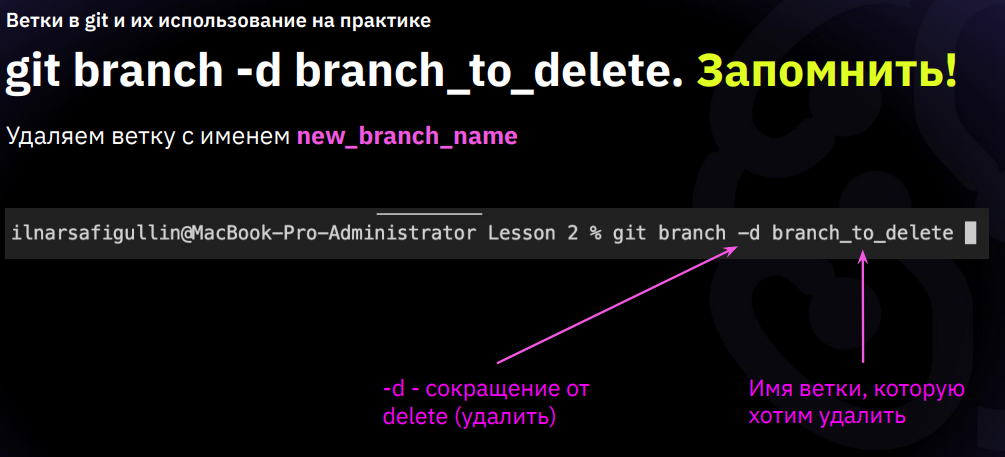 Ветки в git и их использование на практике
git branch -d branch_to_delete. Запомнить!
Удаляем ветку с именем new_branch_name
ilnarsafigullin@MacBook-Pro-Administrator Lesson 2 % git branch -d branch_to_delete
-d - сокращение от
delete (удалить)
Имя ветки, которую
хотим удалить